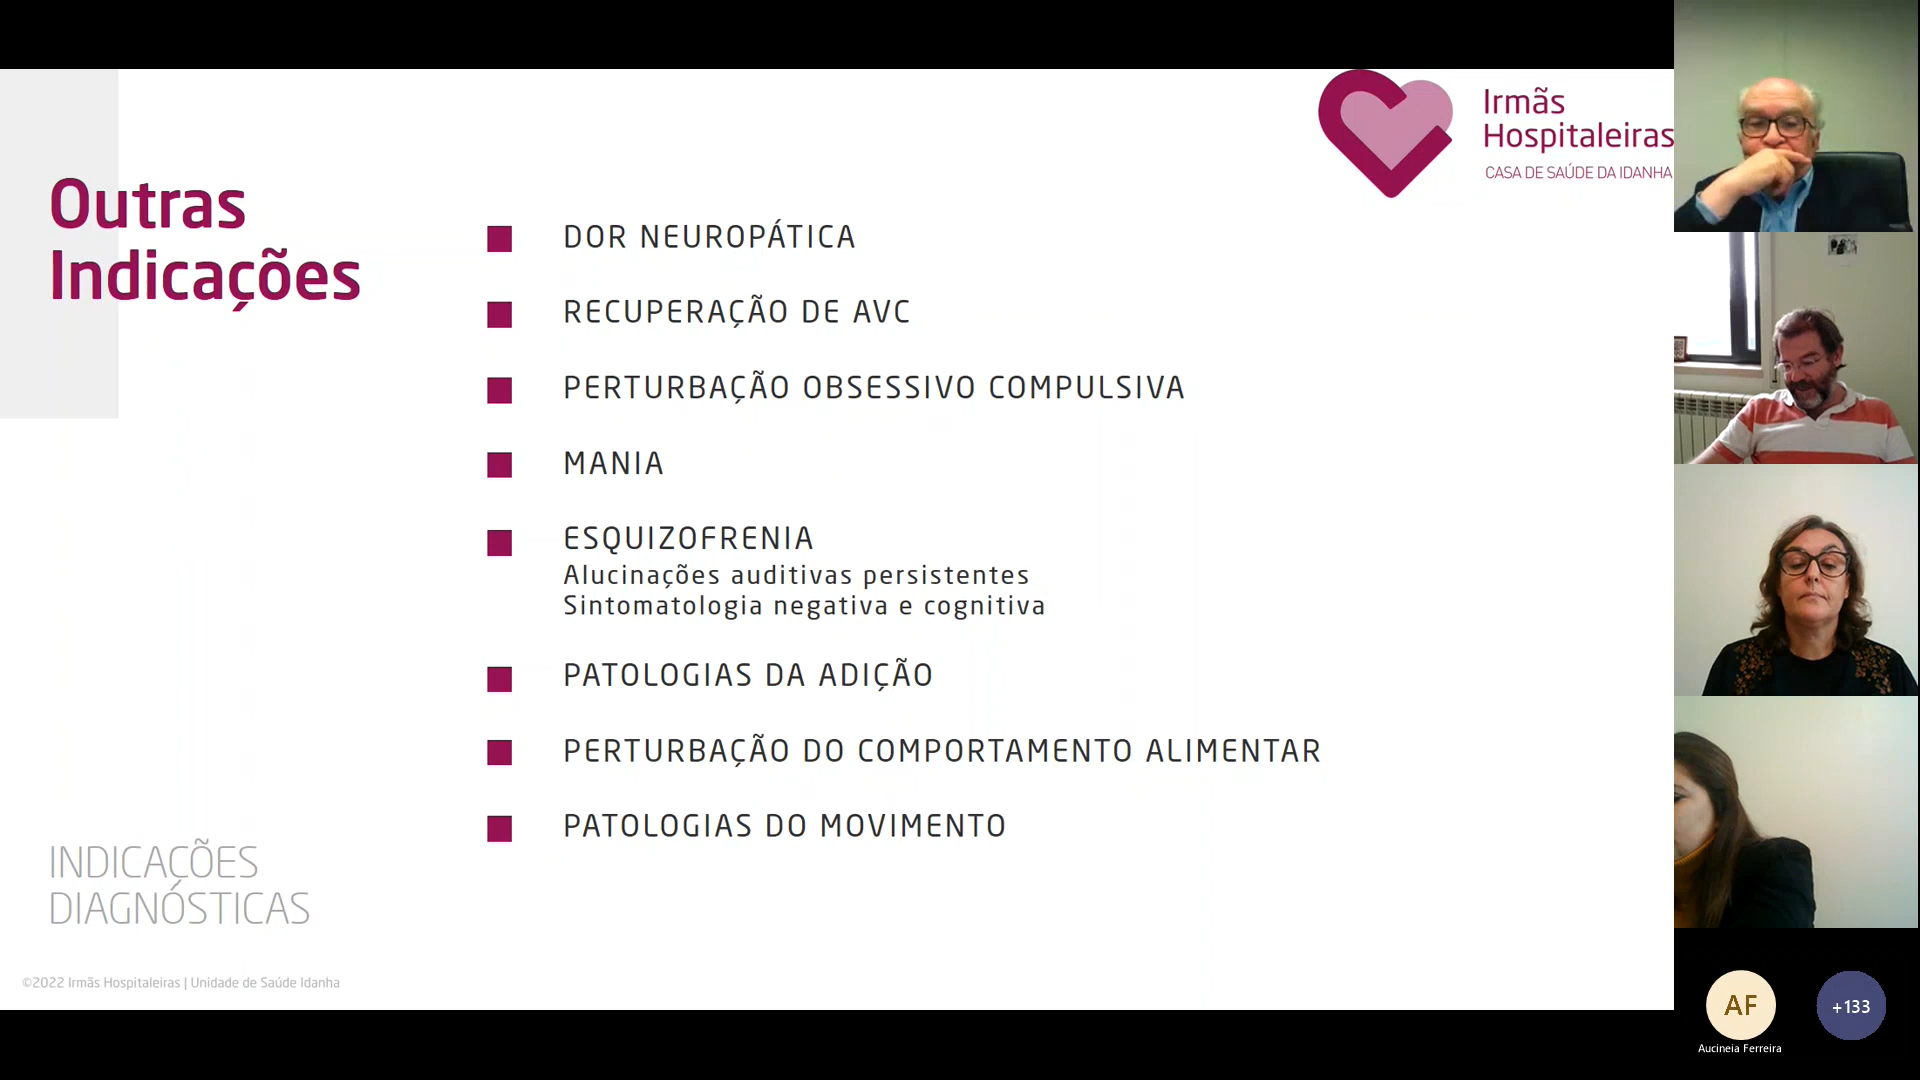 Outras
Indicações
Irmãs
Hospitaleiras
CASA DE SAÚDE DA IDANHA
DOR NEUROPÁTICA
RECUPERAÇÃO DE AVC
PERTURBAÇÃO OBSESSIVO COMPULSIVA
MANIA
ESQUIZOFRENIA
Alucinações auditivas persistentes
Sintomatologia negativa e cognitiva
PATOLOGIAS DA ADIÇÃO
PERTURBAÇÃO DO COMPORTAMENTO ALIMENTAR
PATOLOGIAS DO MOVIMENTO
INDICAÇÕES
DIAGNÓSTICAS
©2022 Irmãs Hospitaleiras | Unidade de Saúde Idanha
AF
+133
Aucineia Ferreira